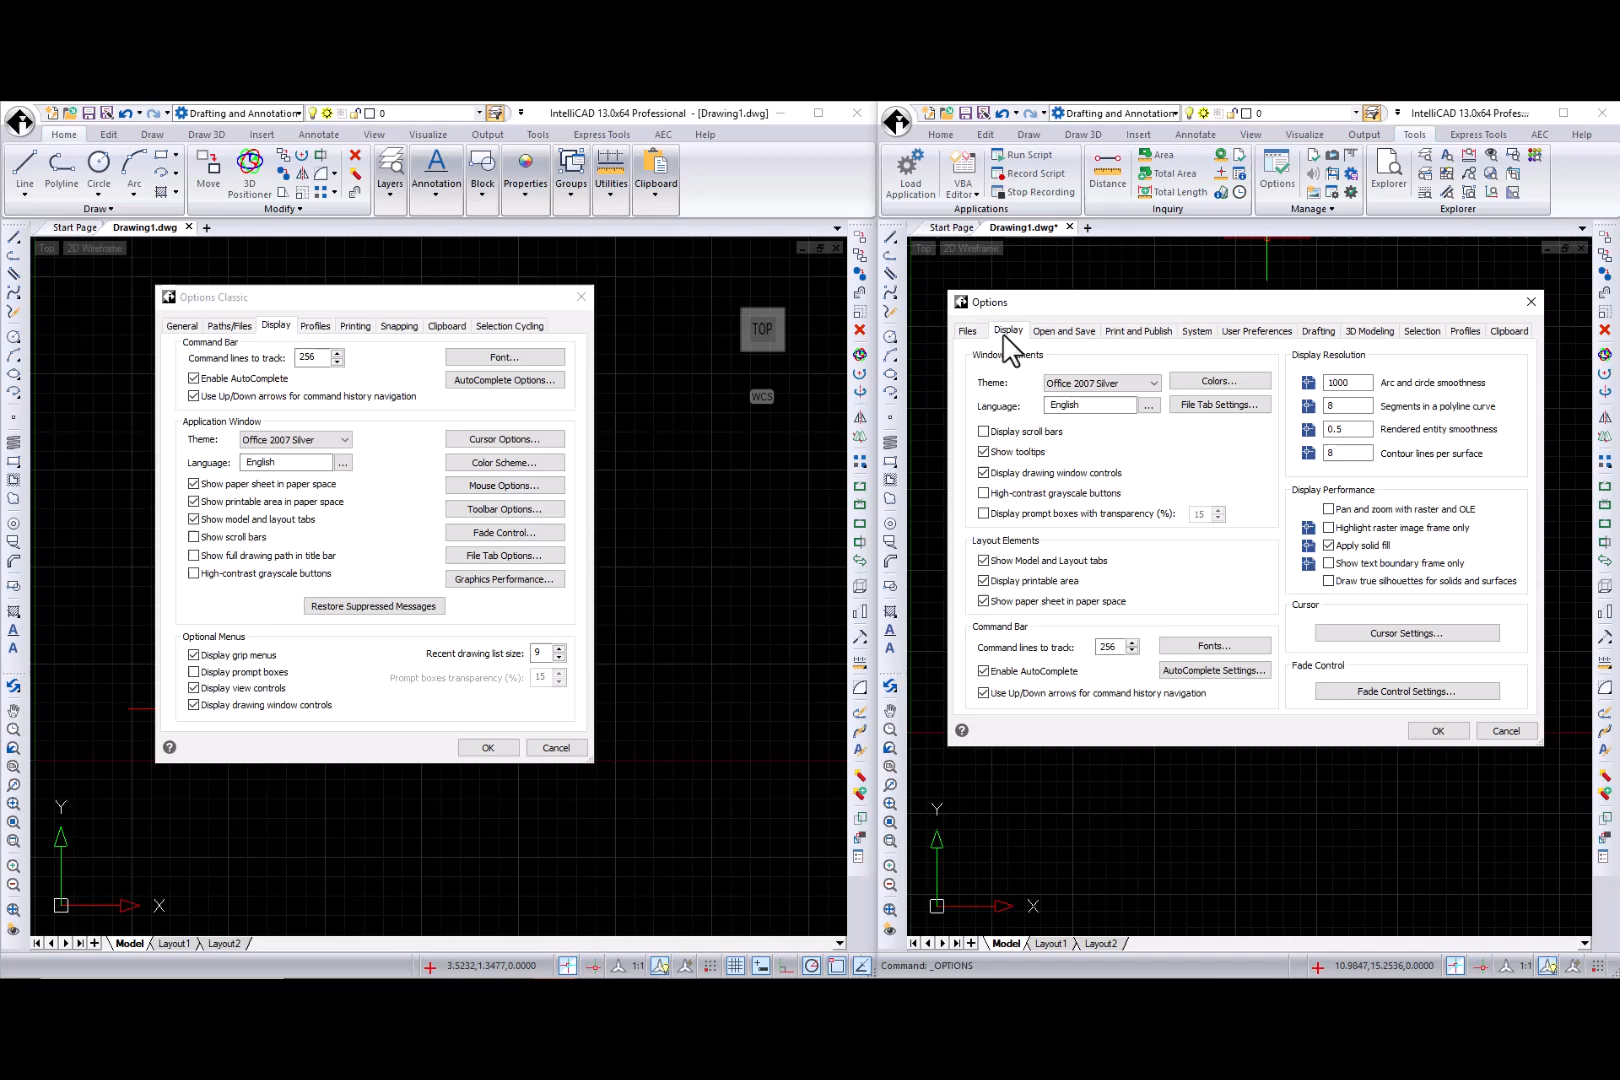 Drafting and Annotation
0
IntelliCAD 13.0x64 Professional - [Drawing1.dwg]
Home Edit Draw Draw 3D Insert Annotate View Visualize Output Tools Express Tools AEC Help
Line Polyline Circle Arc Move 3D Positioner Layers Annotation Block Properties Groups Utilities Clipboard
Draw Modify
Start Page Drawing1.dwg
Top 2D Wireframe
TOP
WCS
Options Classic
General Paths/Files Display Profiles Printing Snapping Clipboard Selection Cycling
Command Bar
Command lines to track: 256 Font...
Enable AutoComplete AutoComplete Options...
Use Up/Down arrows for command history navigation
Application Window
Theme: Office 2007 Silver Cursor Options...
Language: English ... Color Scheme...
Show paper sheet in paper space Mouse Options...
Show printable area in paper space Toolbar Options...
Show model and layout tabs
Show scroll bars Fade Control...
Show full drawing path in title bar File Tab Options...
High-contrast grayscale buttons Graphics Performance...
Restore Suppressed Messages
Optional Menus
Display grip menus Recent drawing list size: 9
Display prompt boxes Prompt boxes transparency (%): 15
Display view controls
Display drawing window controls
OK Cancel
Y
X
Model Layout1 Layout2
3.5232,1.3477,0.0000 1:1
Drafting and Annotation
0
IntelliCAD 13.0x64 Profes...
Home Edit Draw Draw 3D Insert Annotate View Visualize Output Tools Express Tools AEC Help
Load Application VBA Editor Run Script Distance Area Options Explorer
Record Script Total Area
Stop Recording Total Length
Applications Inquiry Manage Explorer
Start Page Drawing1.dwg*
Top 2D Wireframe
Options
Files Display Open and Save Print and Publish System User Preferences Drafting 3D Modeling Selection Profiles Clipboard
Theme: Office 2007 Silver Colors...
Language: English ... File Tab Settings...
Display scroll bars
Show tooltips
Display drawing window controls
High-contrast grayscale buttons
Display prompt boxes with transparency (%): 15
Layout Elements
Show Model and Layout tabs
Display printable area
Show paper sheet in paper space
Command Bar
Command lines to track: 256 Fonts...
Enable AutoComplete AutoComplete Settings...
Use Up/Down arrows for command history navigation
Display Resolution
1000 Arc and circle smoothness
8 Segments in a polyline curve
0.5 Rendered entity smoothness
8 Contour lines per surface
Display Performance
Pan and zoom with raster and OLE
Highlight raster image frame only
Apply solid fill
Show text boundary frame only
Draw true silhouettes for solids and surfaces
Cursor
Cursor Settings...
Fade Control
Fade Control Settings...
OK Cancel
Y
X
Model Layout1 Layout2
Command: _OPTIONS 10.9847,15.2536,0.0000 1:1